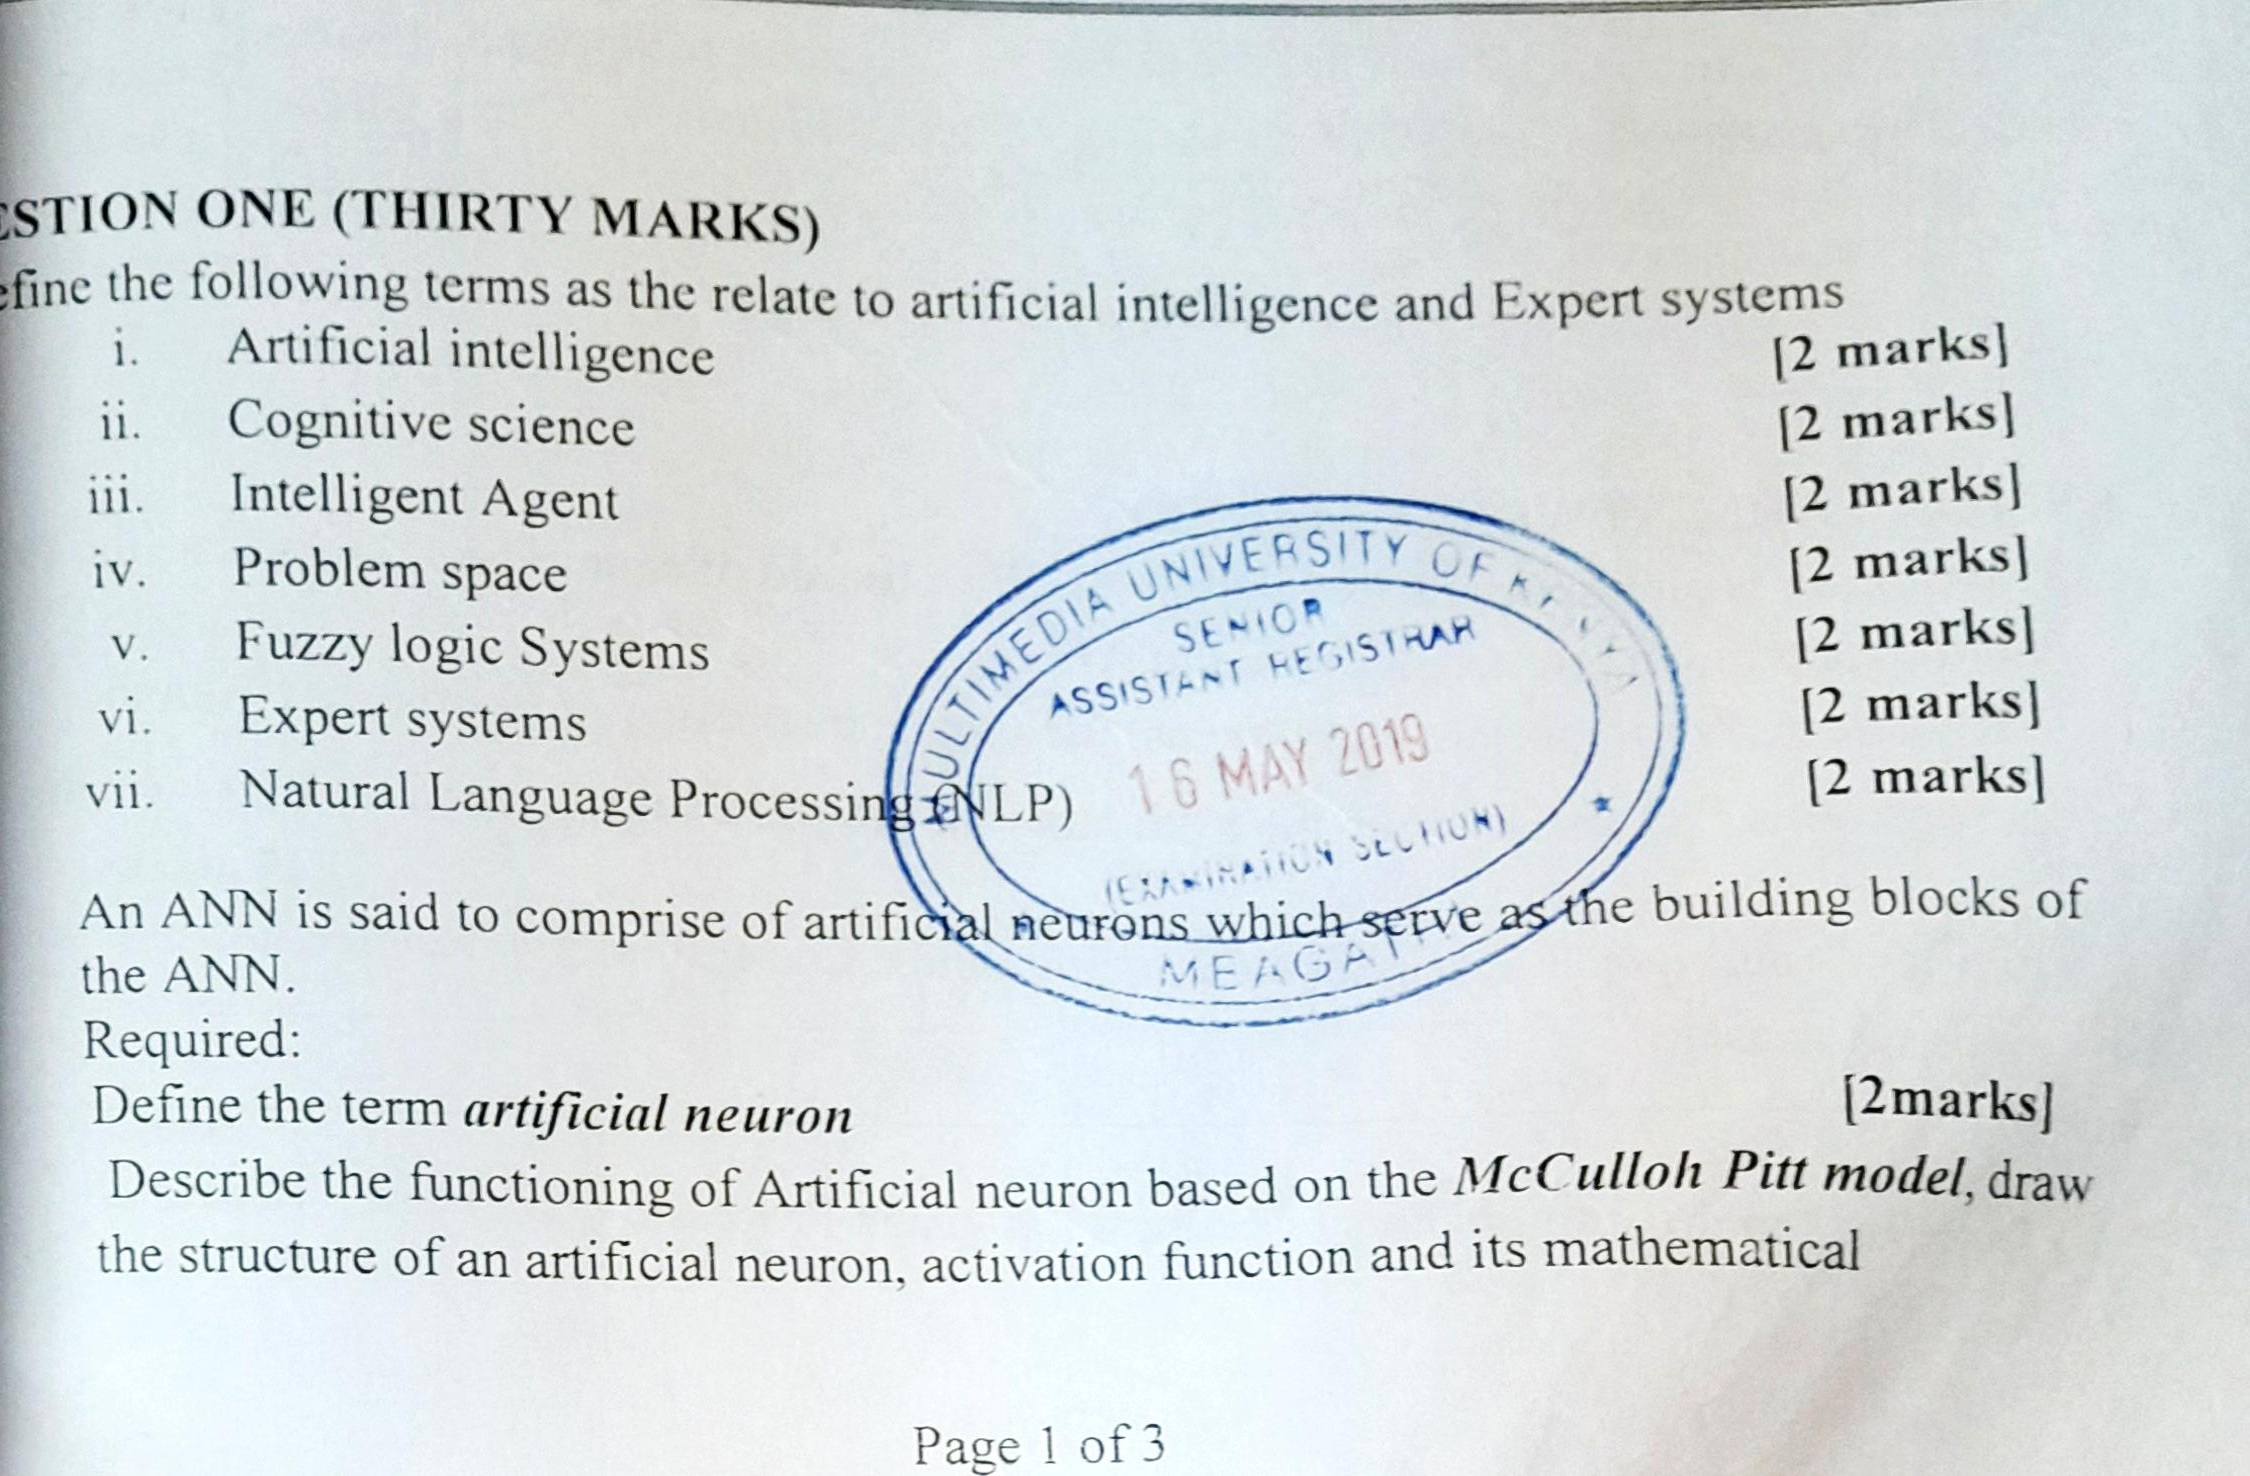 ESTION ONE (THIRTY MARKS)
efine the following terms as the relate to artificial intelligence and Expert systems
i. Artificial intelligence [2 marks]
ii. Cognitive science [2 marks]
iii. Intelligent Agent [2 marks]
iv. Problem space [2 marks]
v. Fuzzy logic Systems [2 marks]
vi. Expert systems [2 marks]
vii. Natural Language Processing (NLP) [2 marks]
MULTIMEDIA UNIVERSITY OF KENYA
SENIOR
ASSISTANT REGISTRAR
16 MAY 2019
(EXAMINATION SECTION)
An ANN is said to comprise of artificial neurons which serve as the building blocks of
the ANN.
Required:
Define the term artificial neuron [2marks]
Describe the functioning of Artificial neuron based on the McCulloh Pitt model, draw
the structure of an artificial neuron, activation function and its mathematical
Page 1 of 3